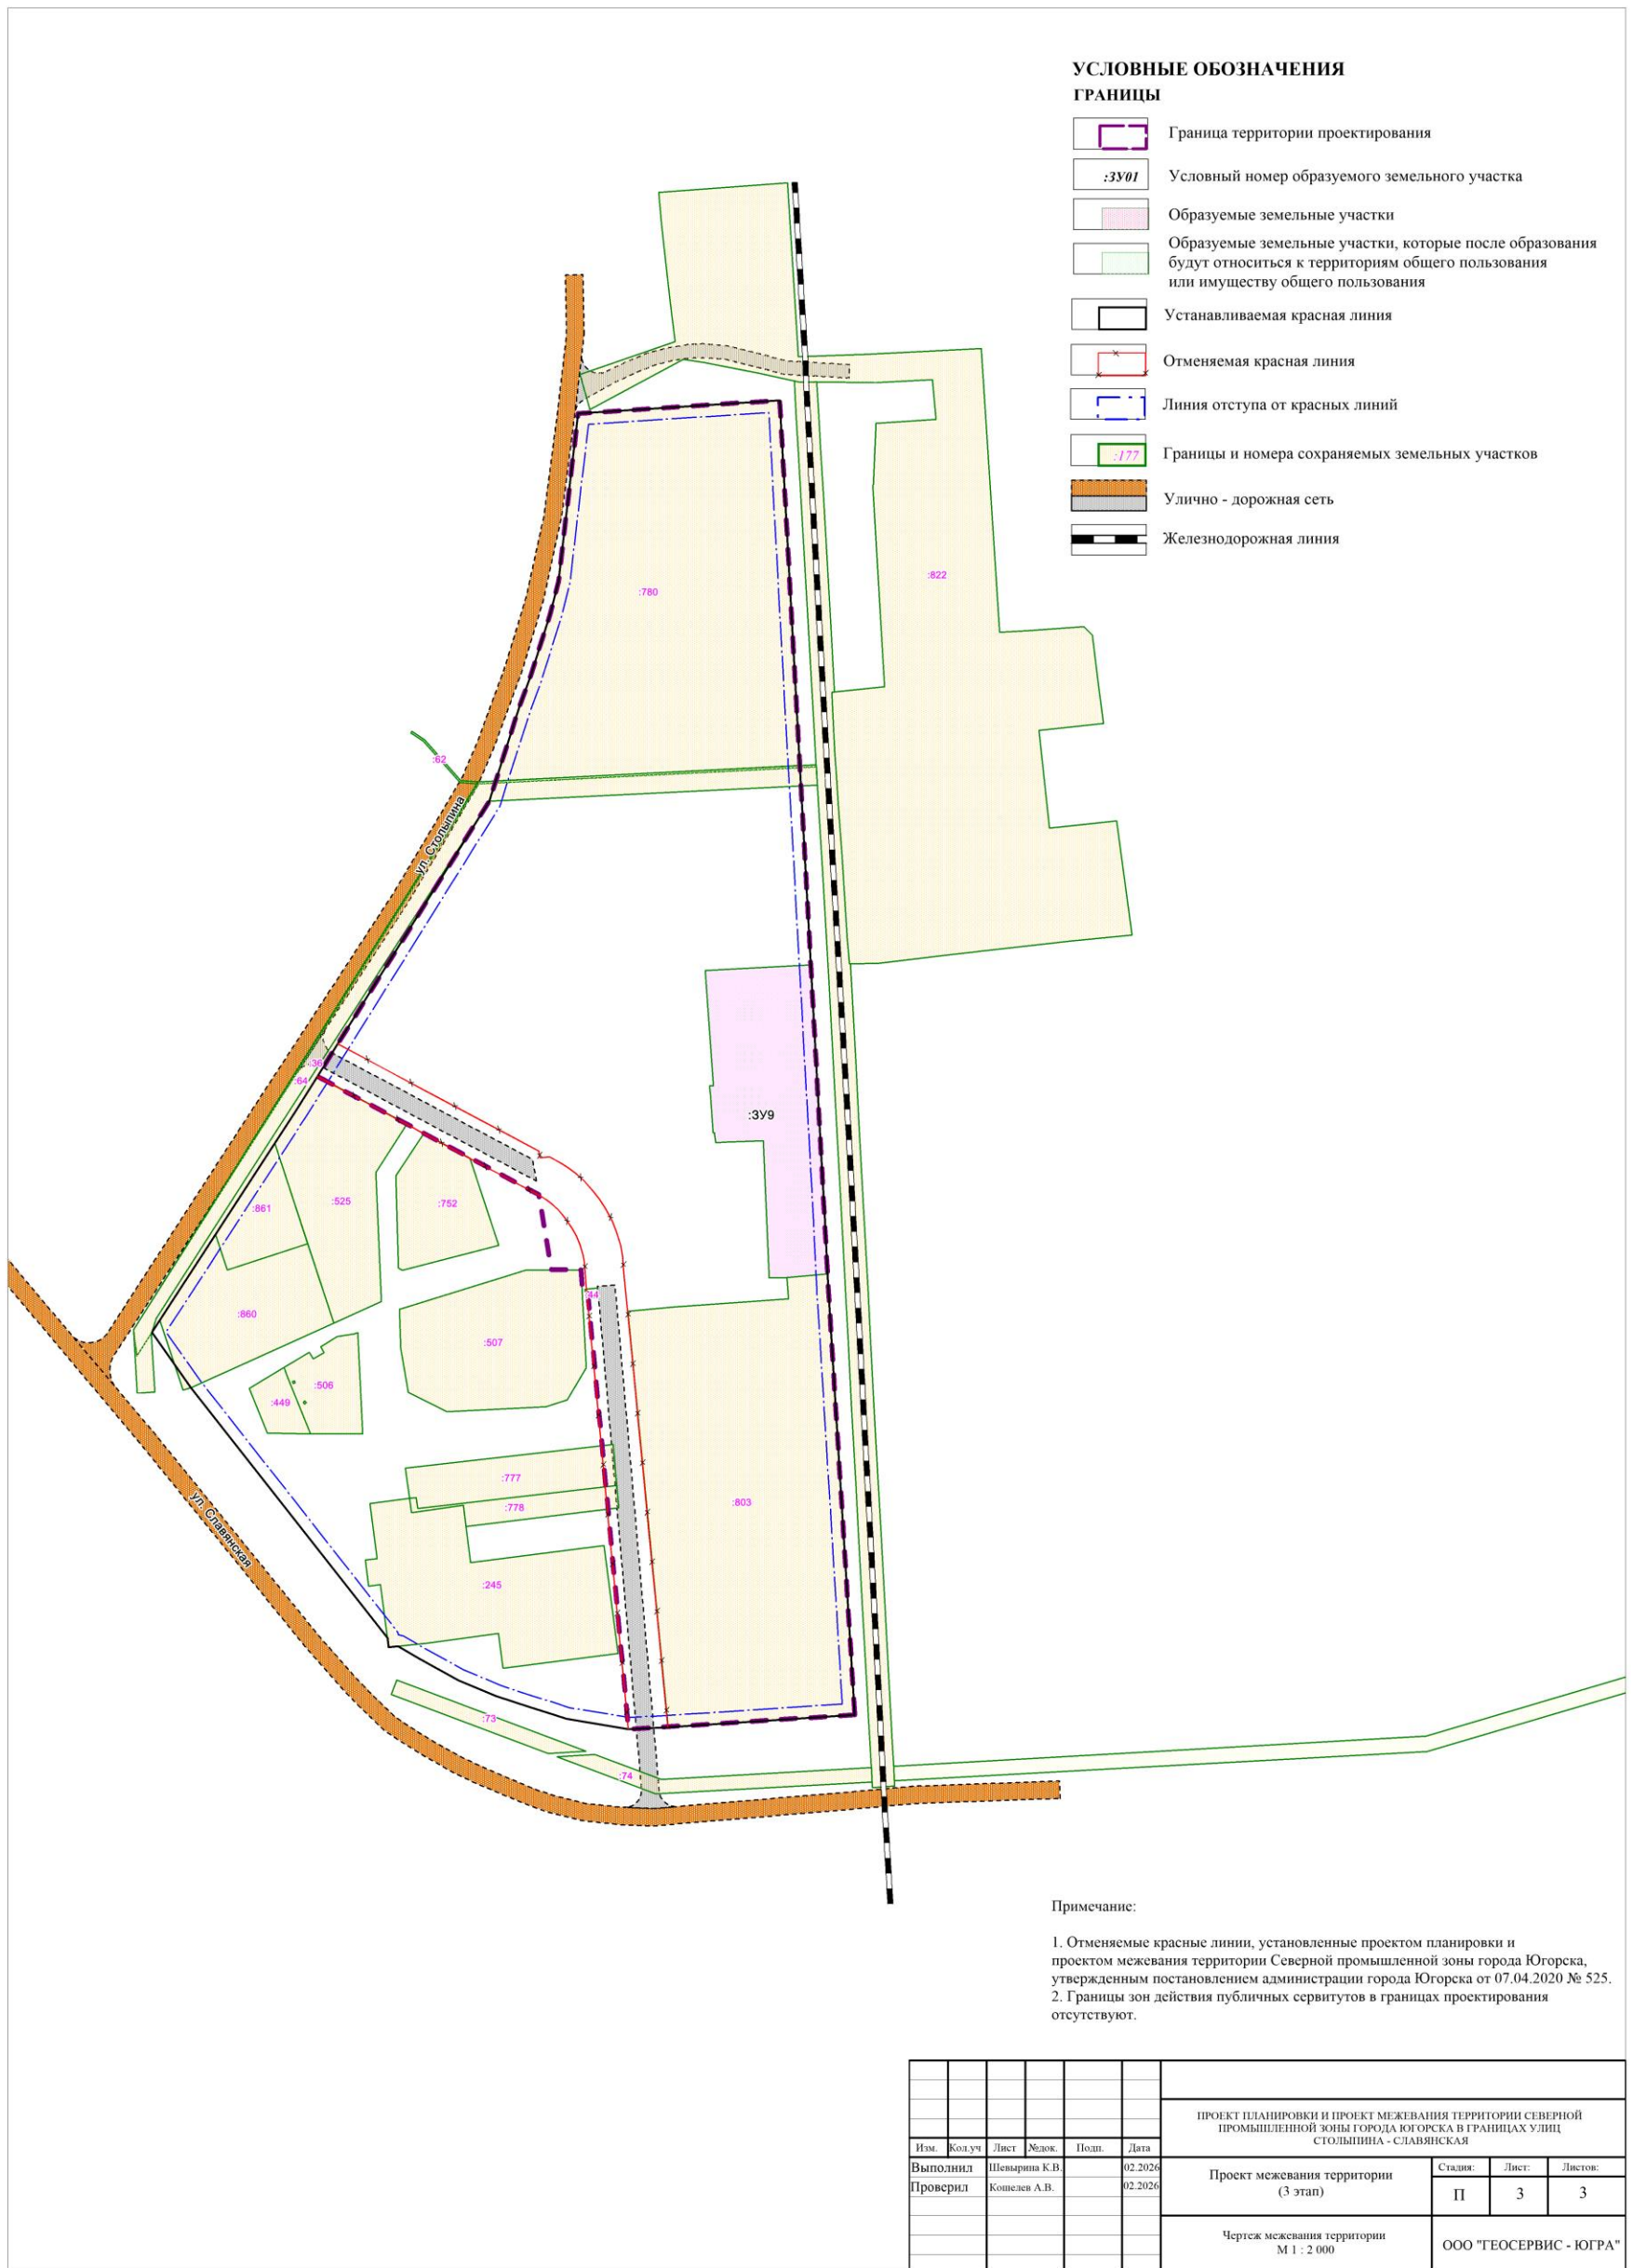 УСЛОВНЫЕ ОБОЗНАЧЕНИЯ
ГРАНИЦЫ
Граница территории проектирования
:ЗУ01
Условный номер образуемого земельного участка
Образуемые земельные участки
Образуемые земельные участки, которые после образования
будут относиться к территориям общего пользования
или имуществу общего пользования
Устанавливаемая красная линия
Отменяемая красная линия
Линия отступа от красных линий
:177
Границы и номера сохраняемых земельных участков
Улично - дорожная сеть
Железнодорожная линия
:822
:780
:62
ул. Столыпина
:36
:64
:ЗУ9
:525
:752
:861
:44
:860
:507
:506
:449
:777
:803
:778
ул. Славянская
:245
:73
:74
Примечание:
1. Отменяемые красные линии, установленные проектом планировки и
проектом межевания территории Северной промышленной зоны города Югорска,
утвержденным постановлением администрации города Югорска от 07.04.2020 № 525.
2. Границы зон действия публичных сервитутов в границах проектирования
отсутствуют.
ПРОЕКТ ПЛАНИРОВКИ И ПРОЕКТ МЕЖЕВАНИЯ ТЕРРИТОРИИ СЕВЕРНОЙ
ПРОМЫШЛЕННОЙ ЗОНЫ ГОРОДА ЮГОРСКА В ГРАНИЦАХ УЛИЦ
СТОЛЫПИНА - СЛАВЯНСКАЯ
Изм. Кол.уч Лист №док. Подп. Дата
Выполнил Шевырина К.В. 02.2026
Проверил Кошелев А.В. 02.2026
Проект межевания территории
(3 этап)
Стадия: Лист: Листов:
П 3 3
Чертеж межевания территории
М 1 : 2 000
ООО "ГЕОСЕРВИС - ЮГРА"